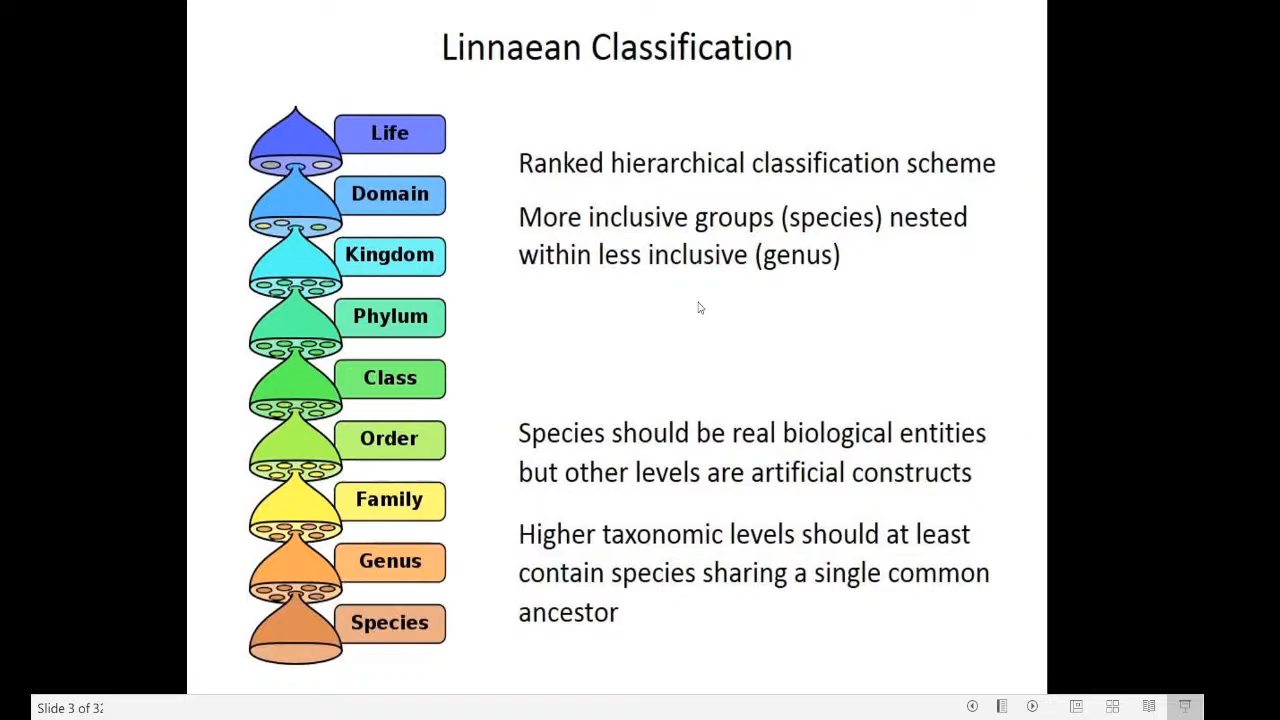 Linnaean Classification
Life
Domain
Kingdom
Phylum
Class
Order
Family
Genus
Species
Ranked hierarchical classification scheme
More inclusive groups (species) nested
within less inclusive (genus)
Species should be real biological entities
but other levels are artificial constructs
Higher taxonomic levels should at least
contain species sharing a single common
ancestor
Slide 3 of 32